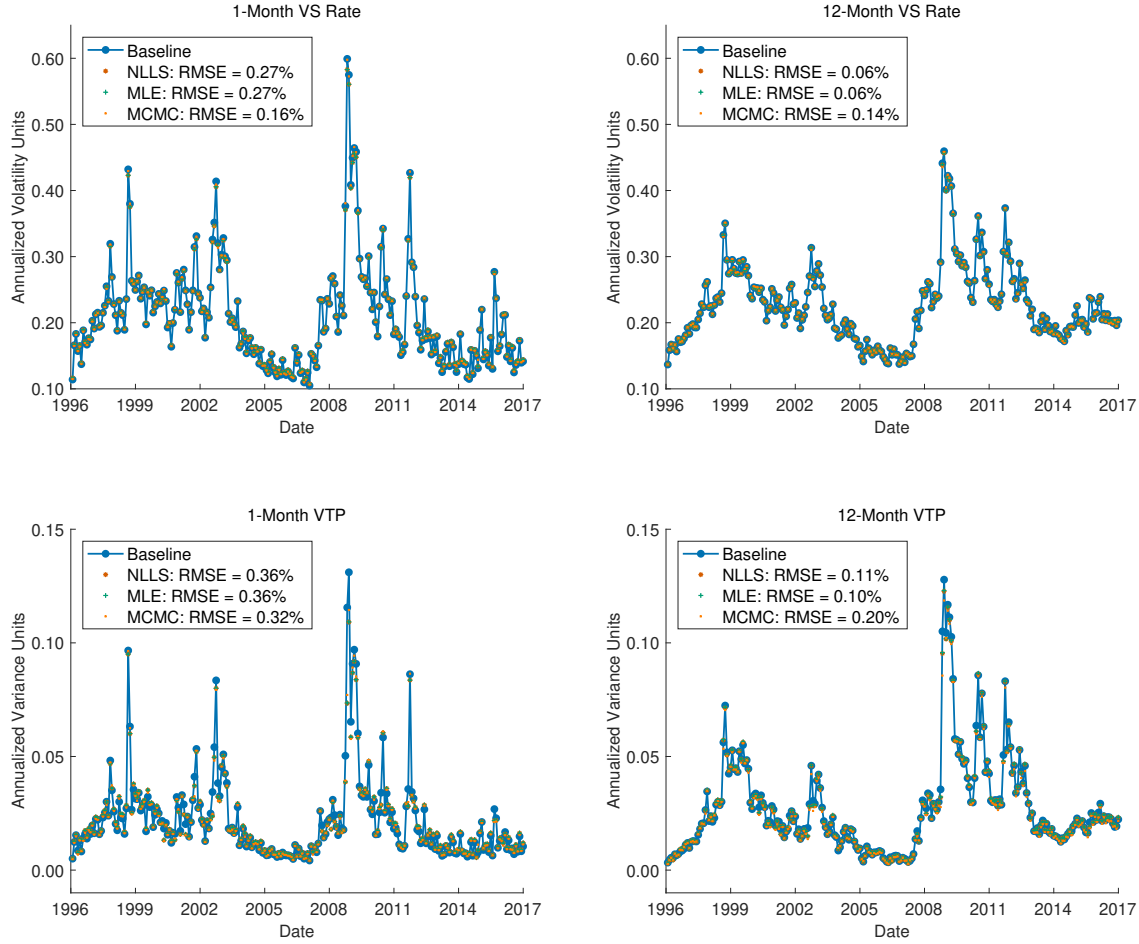 1-Month VS Rate
Annualized Volatility Units
0.60
0.50
0.40
0.30
0.20
0.10
Baseline
NLLS: RMSE = 0.27%
MLE: RMSE = 0.27%
MCMC: RMSE = 0.16%
1996 1999 2002 2005 2008 2011 2014 2017
Date
12-Month VS Rate
Annualized Volatility Units
0.60
0.50
0.40
0.30
0.20
0.10
Baseline
NLLS: RMSE = 0.06%
MLE: RMSE = 0.06%
MCMC: RMSE = 0.14%
1996 1999 2002 2005 2008 2011 2014 2017
Date
1-Month VTP
Annualized Variance Units
0.15
0.10
0.05
0.00
Baseline
NLLS: RMSE = 0.36%
MLE: RMSE = 0.36%
MCMC: RMSE = 0.32%
1996 1999 2002 2005 2008 2011 2014 2017
Date
12-Month VTP
Annualized Variance Units
0.15
0.10
0.05
0.00
Baseline
NLLS: RMSE = 0.11%
MLE: RMSE = 0.10%
MCMC: RMSE = 0.20%
1996 1999 2002 2005 2008 2011 2014 2017
Date